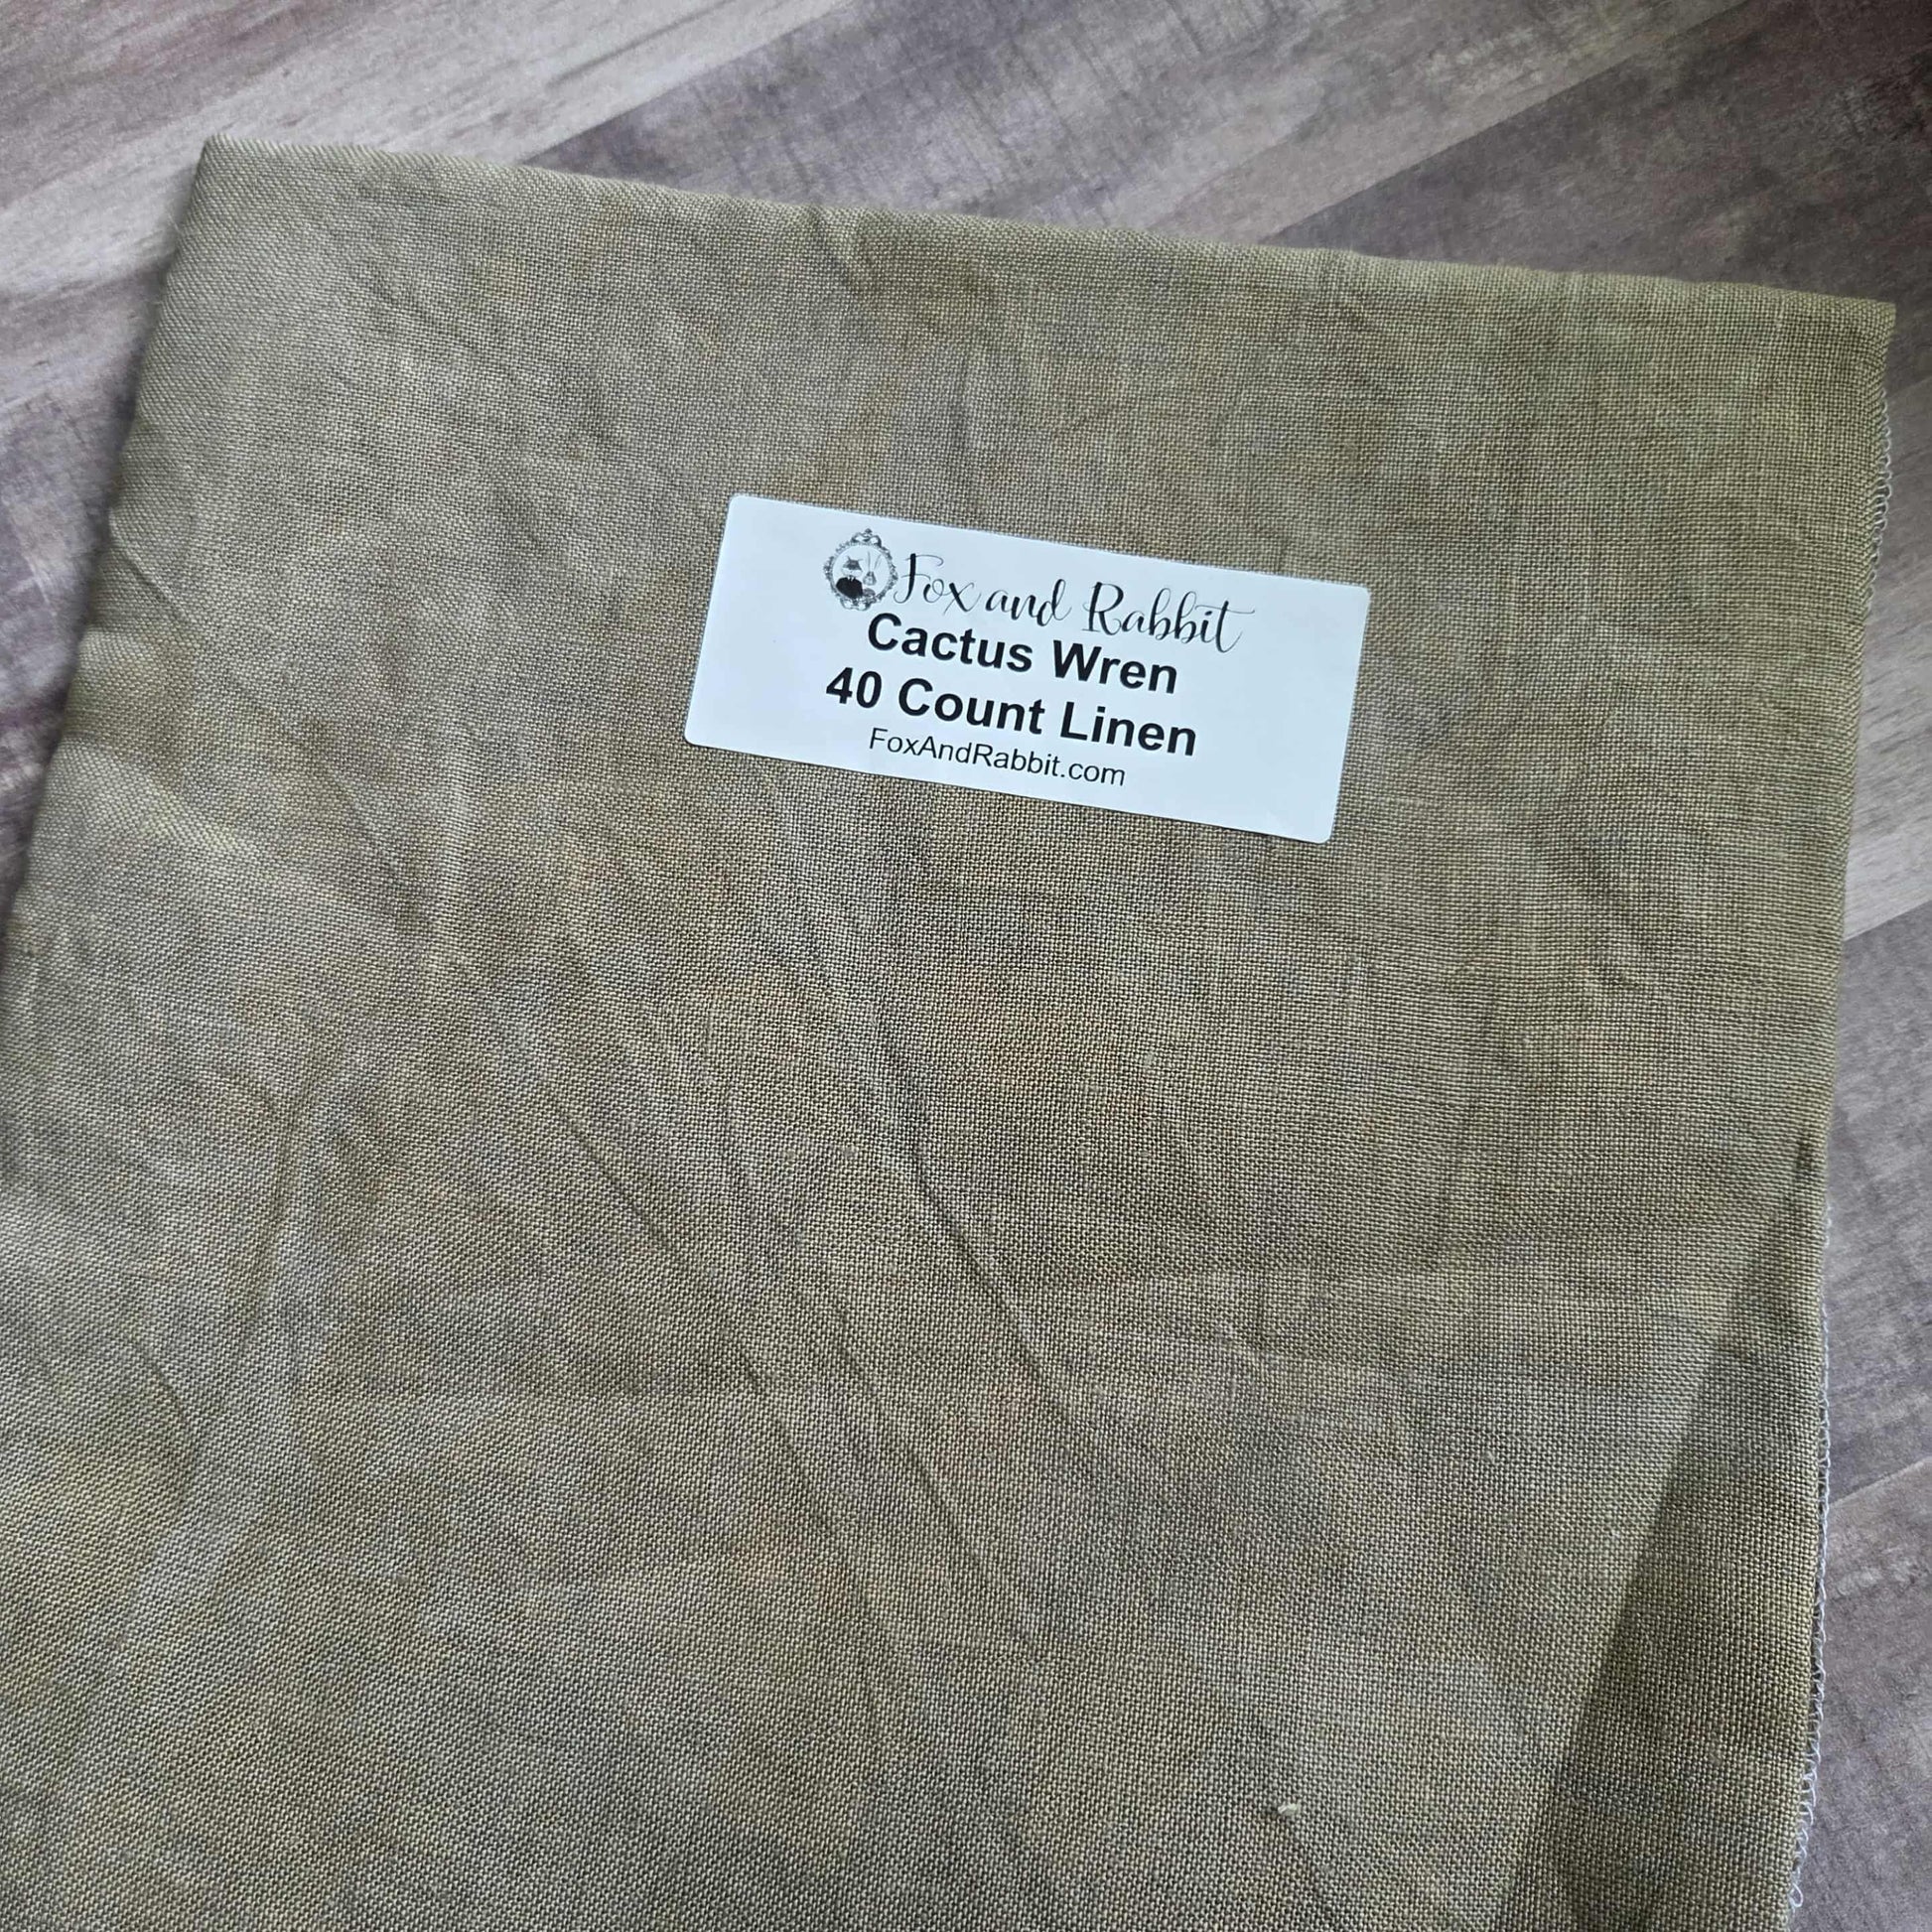 Fox and Rabbit
Cactus Wren
40 Count Linen
FoxAndRabbit.com